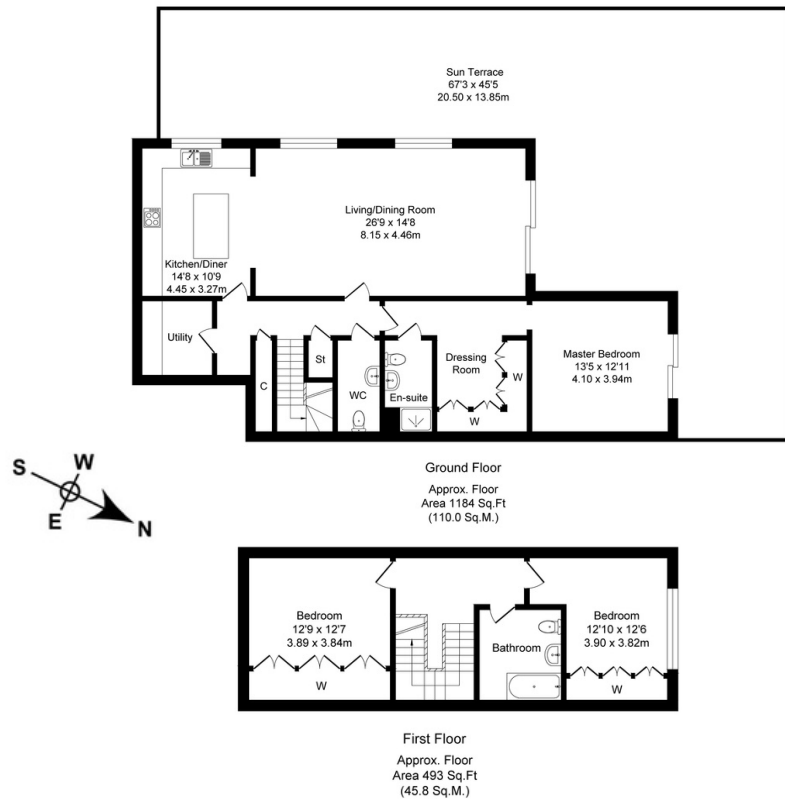 Sun Terrace
67'3 x 45'5
20.50 x 13.85m
Living/Dining Room
26'9 x 14'8
8.15 x 4.46m
Kitchen/Diner
14'8 x 10'9
4.45 x 3.27m
Utility
C
St
WC
En-suite
Dressing
Room
W
W
Master Bedroom
13'5 x 12'11
4.10 x 3.94m
Ground Floor
Approx. Floor
Area 1184 Sq.Ft
(110.0 Sq.M.)
S
W
E
N
Bedroom
12'9 x 12'7
3.89 x 3.84m
W
Bathroom
Bedroom
12'10 x 12'6
3.90 x 3.82m
W
First Floor
Approx. Floor
Area 493 Sq.Ft
(45.8 Sq.M.)